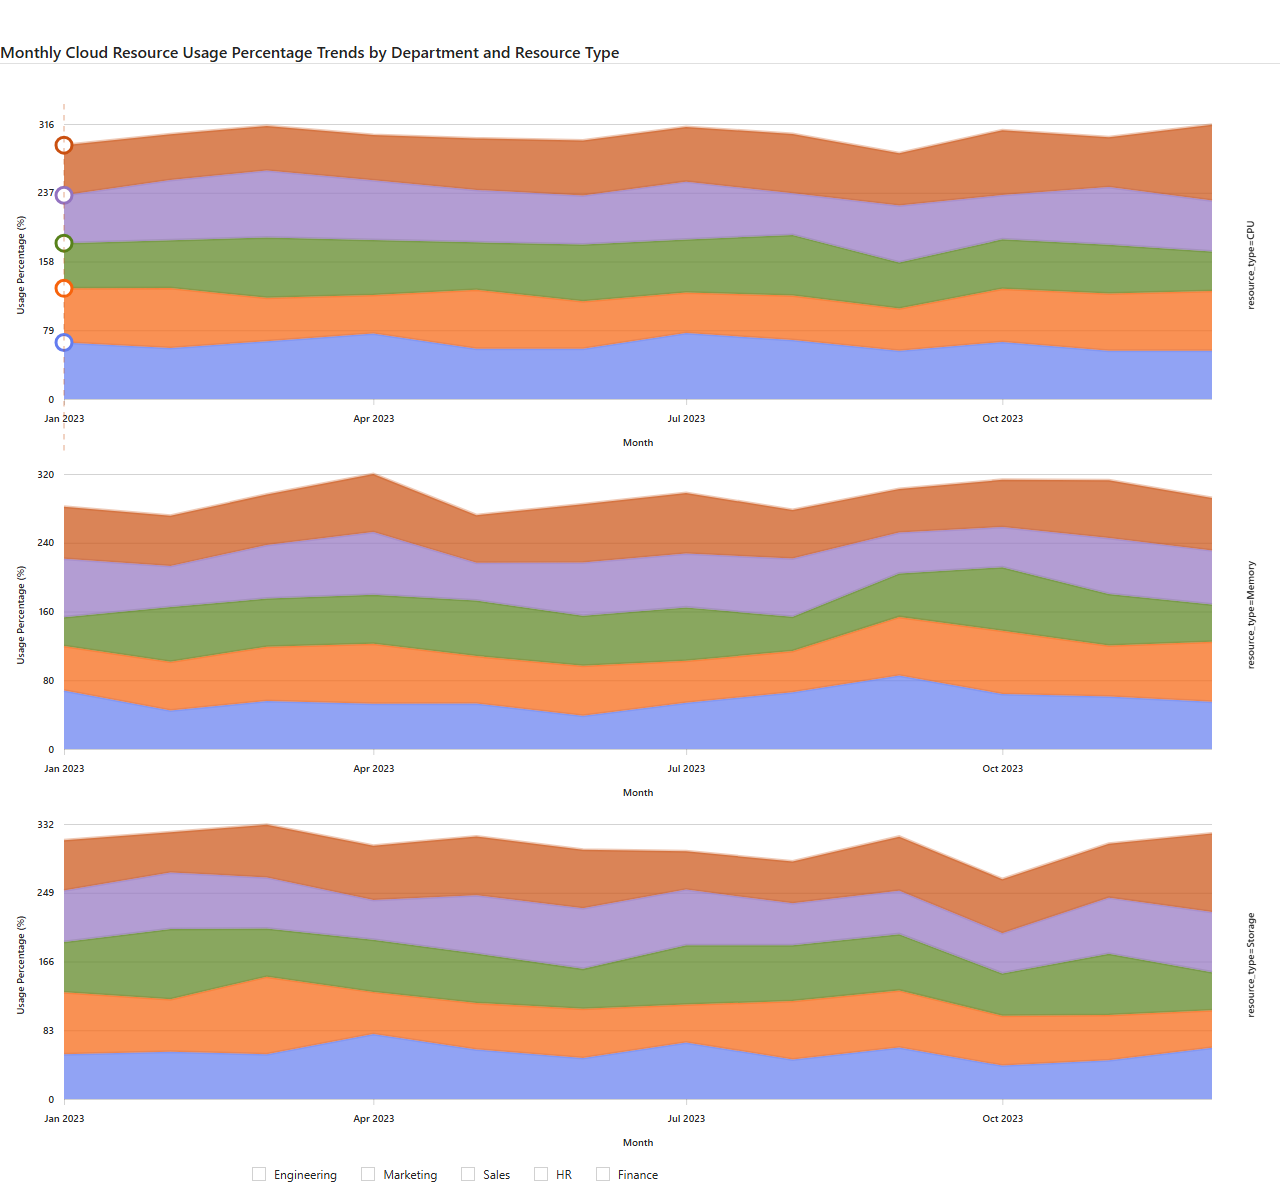 Monthly Cloud Resource Usage Percentage Trends by Department and Resource Type
316
237
158
79
0
Usage Percentage (%)
Jan 2023
Apr 2023
Jul 2023
Oct 2023
Month
resource_type=CPU
320
240
160
80
0
Usage Percentage (%)
Jan 2023
Apr 2023
Jul 2023
Oct 2023
Month
resource_type=Memory
332
249
166
83
0
Usage Percentage (%)
Jan 2023
Apr 2023
Jul 2023
Oct 2023
Month
resource_type=Storage
Engineering
Marketing
Sales
HR
Finance